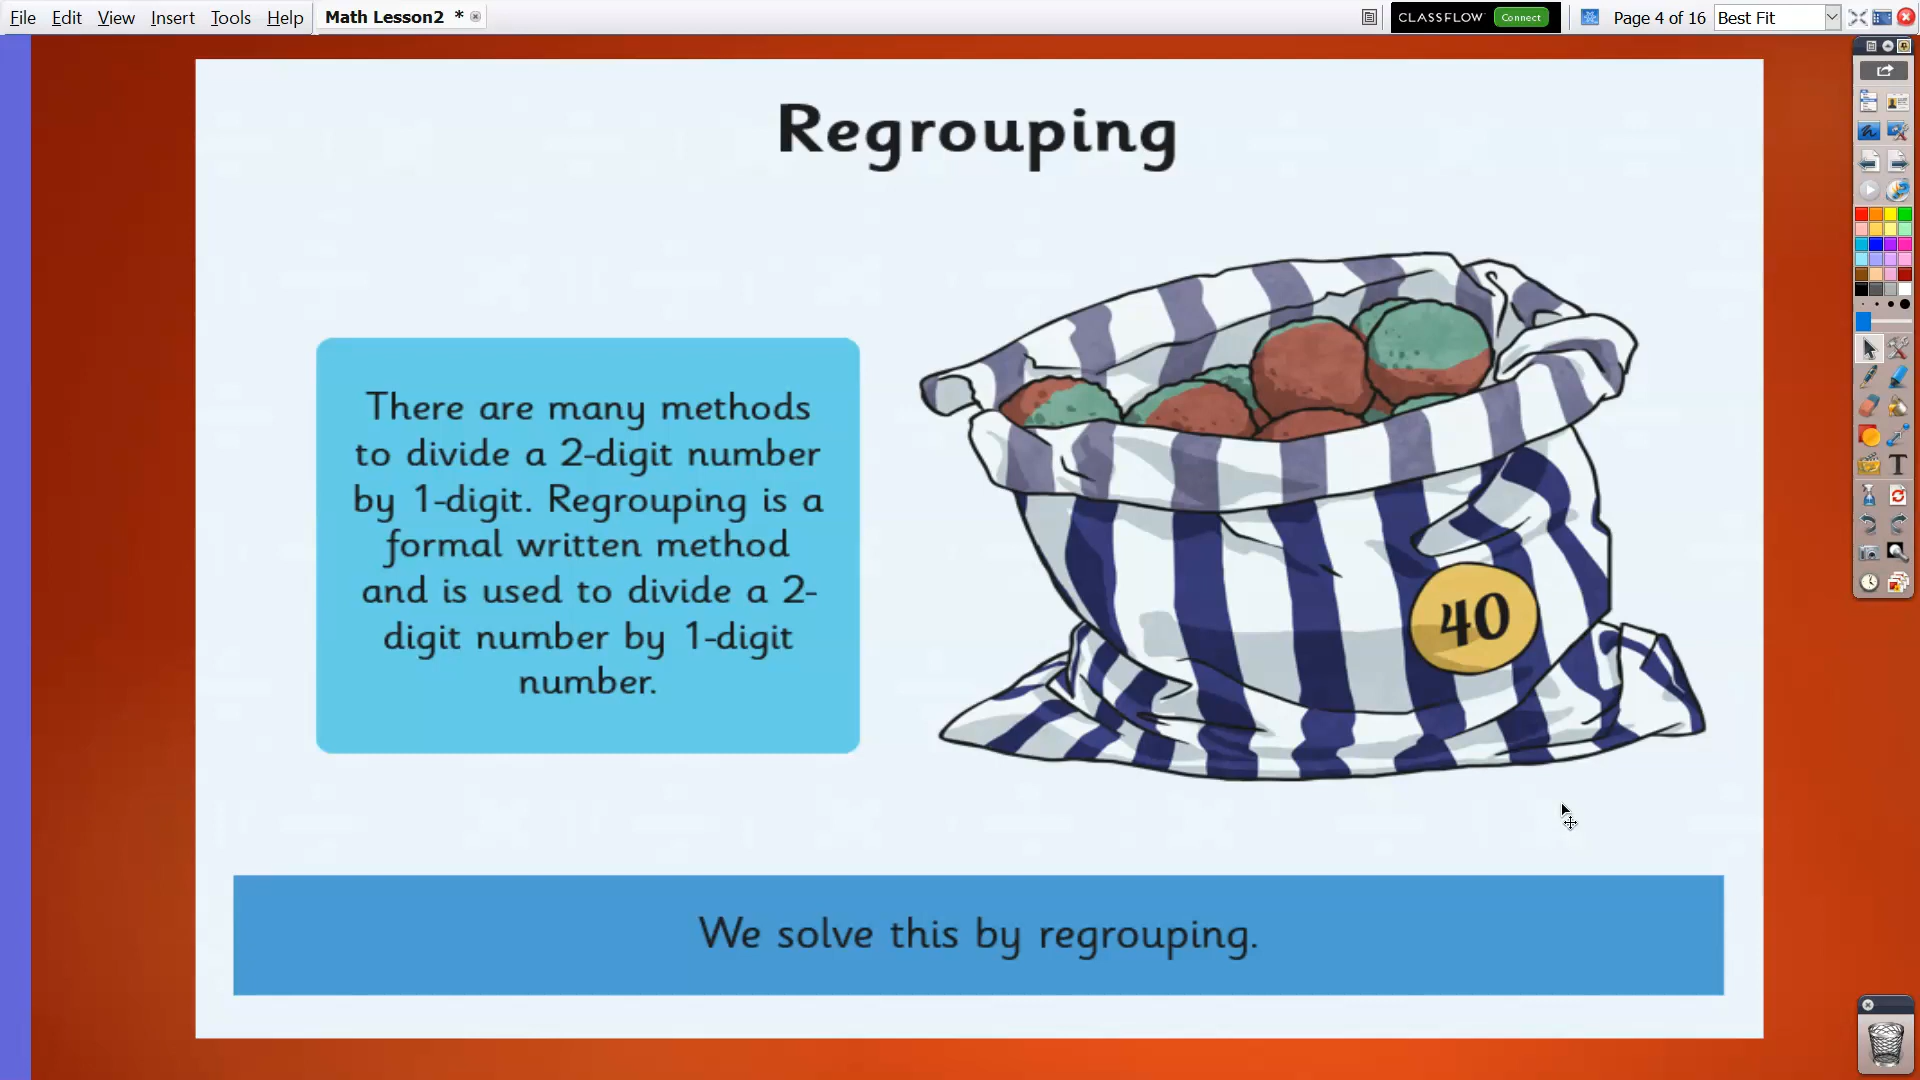 File Edit View Insert Tools Help Math Lesson2 * CLASSFLOW Connect Page 4 of 16 Best Fit
Regrouping
There are many methods
to divide a 2-digit number
by 1-digit. Regrouping is a
formal written method
and is used to divide a 2-
digit number by 1-digit
number.
40
We solve this by regrouping.